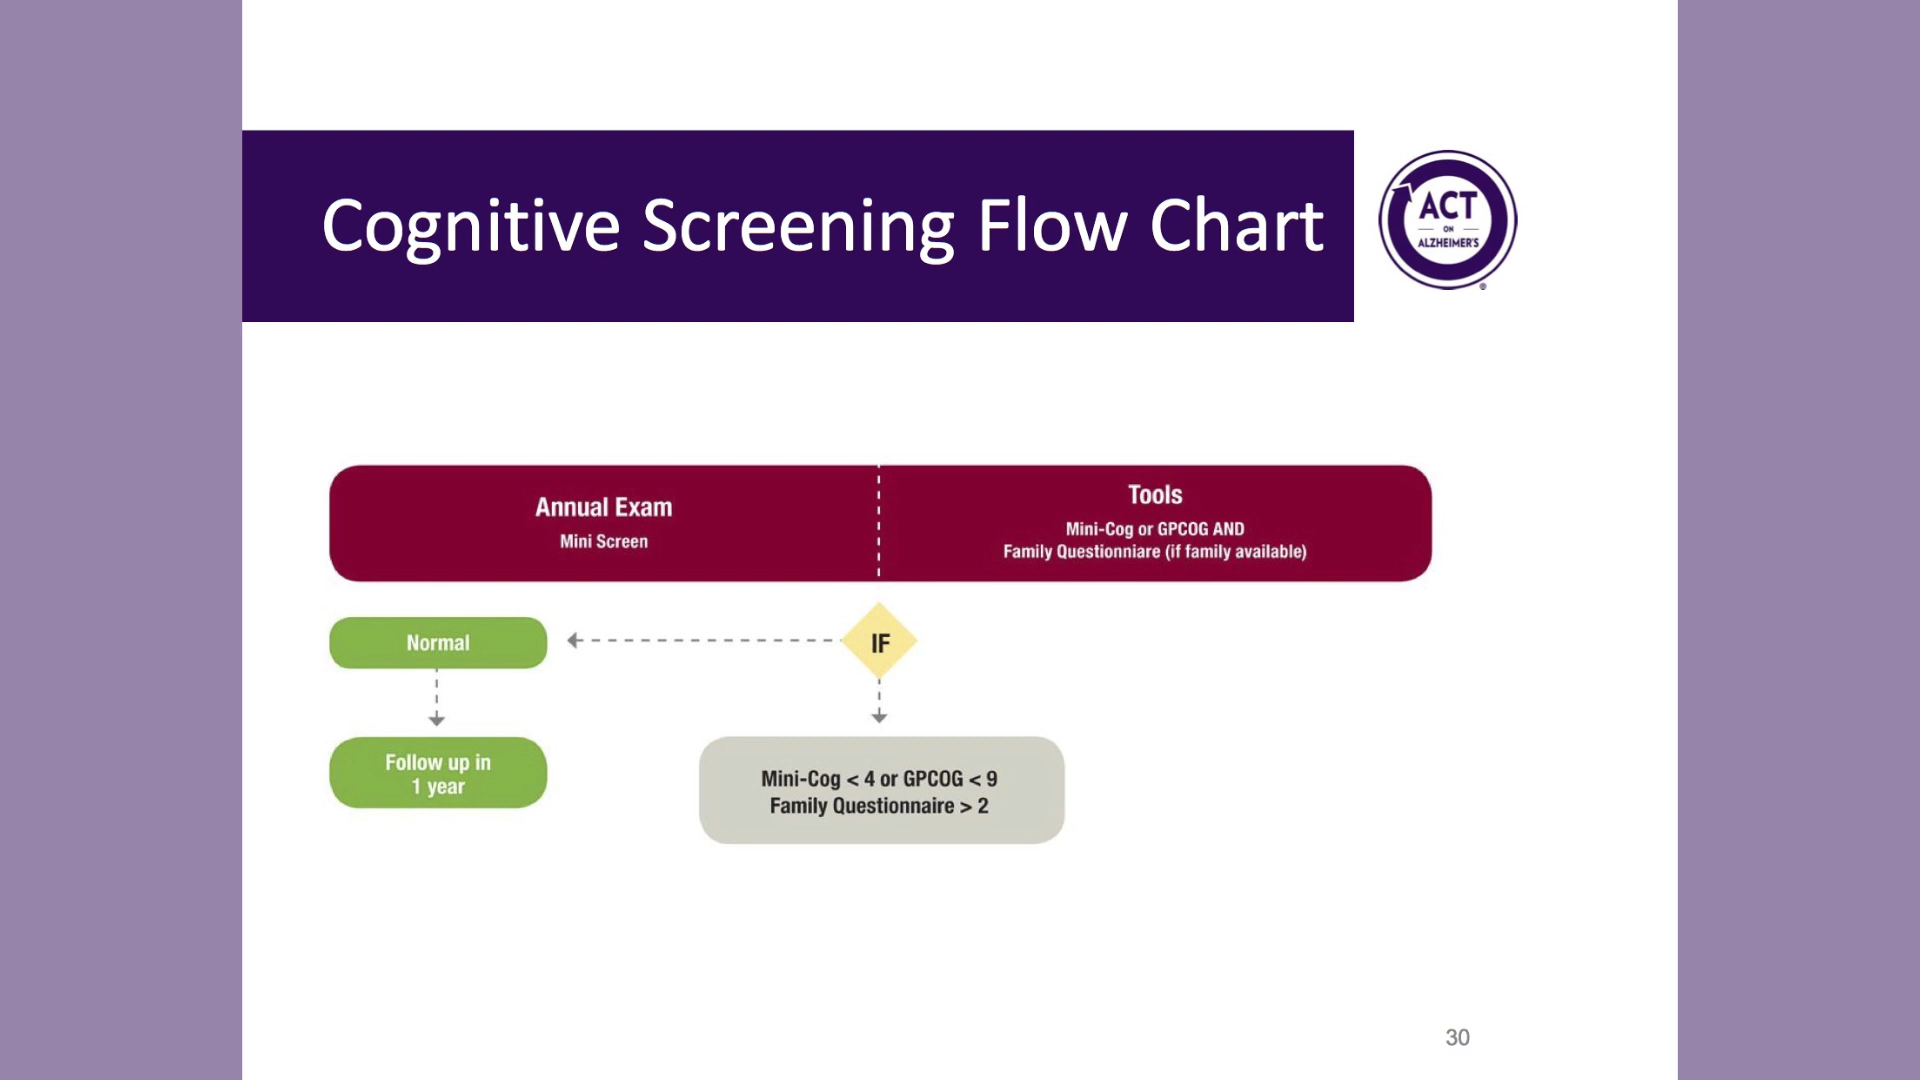 Cognitive Screening Flow Chart
ACT
ON
ALZHEIMER'S
®
Annual Exam
Mini Screen
Tools
Mini-Cog or GPCOG AND
Family Questionniare (if family available)
Normal
IF
Follow up in
1 year
Mini-Cog < 4 or GPCOG < 9
Family Questionnaire > 2
30